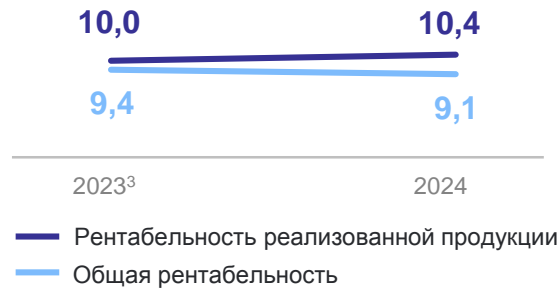 10,0 10,4
9,4 9,1
2023³ 2024
Рентабельность реализованной продукции
Общая рентабельность